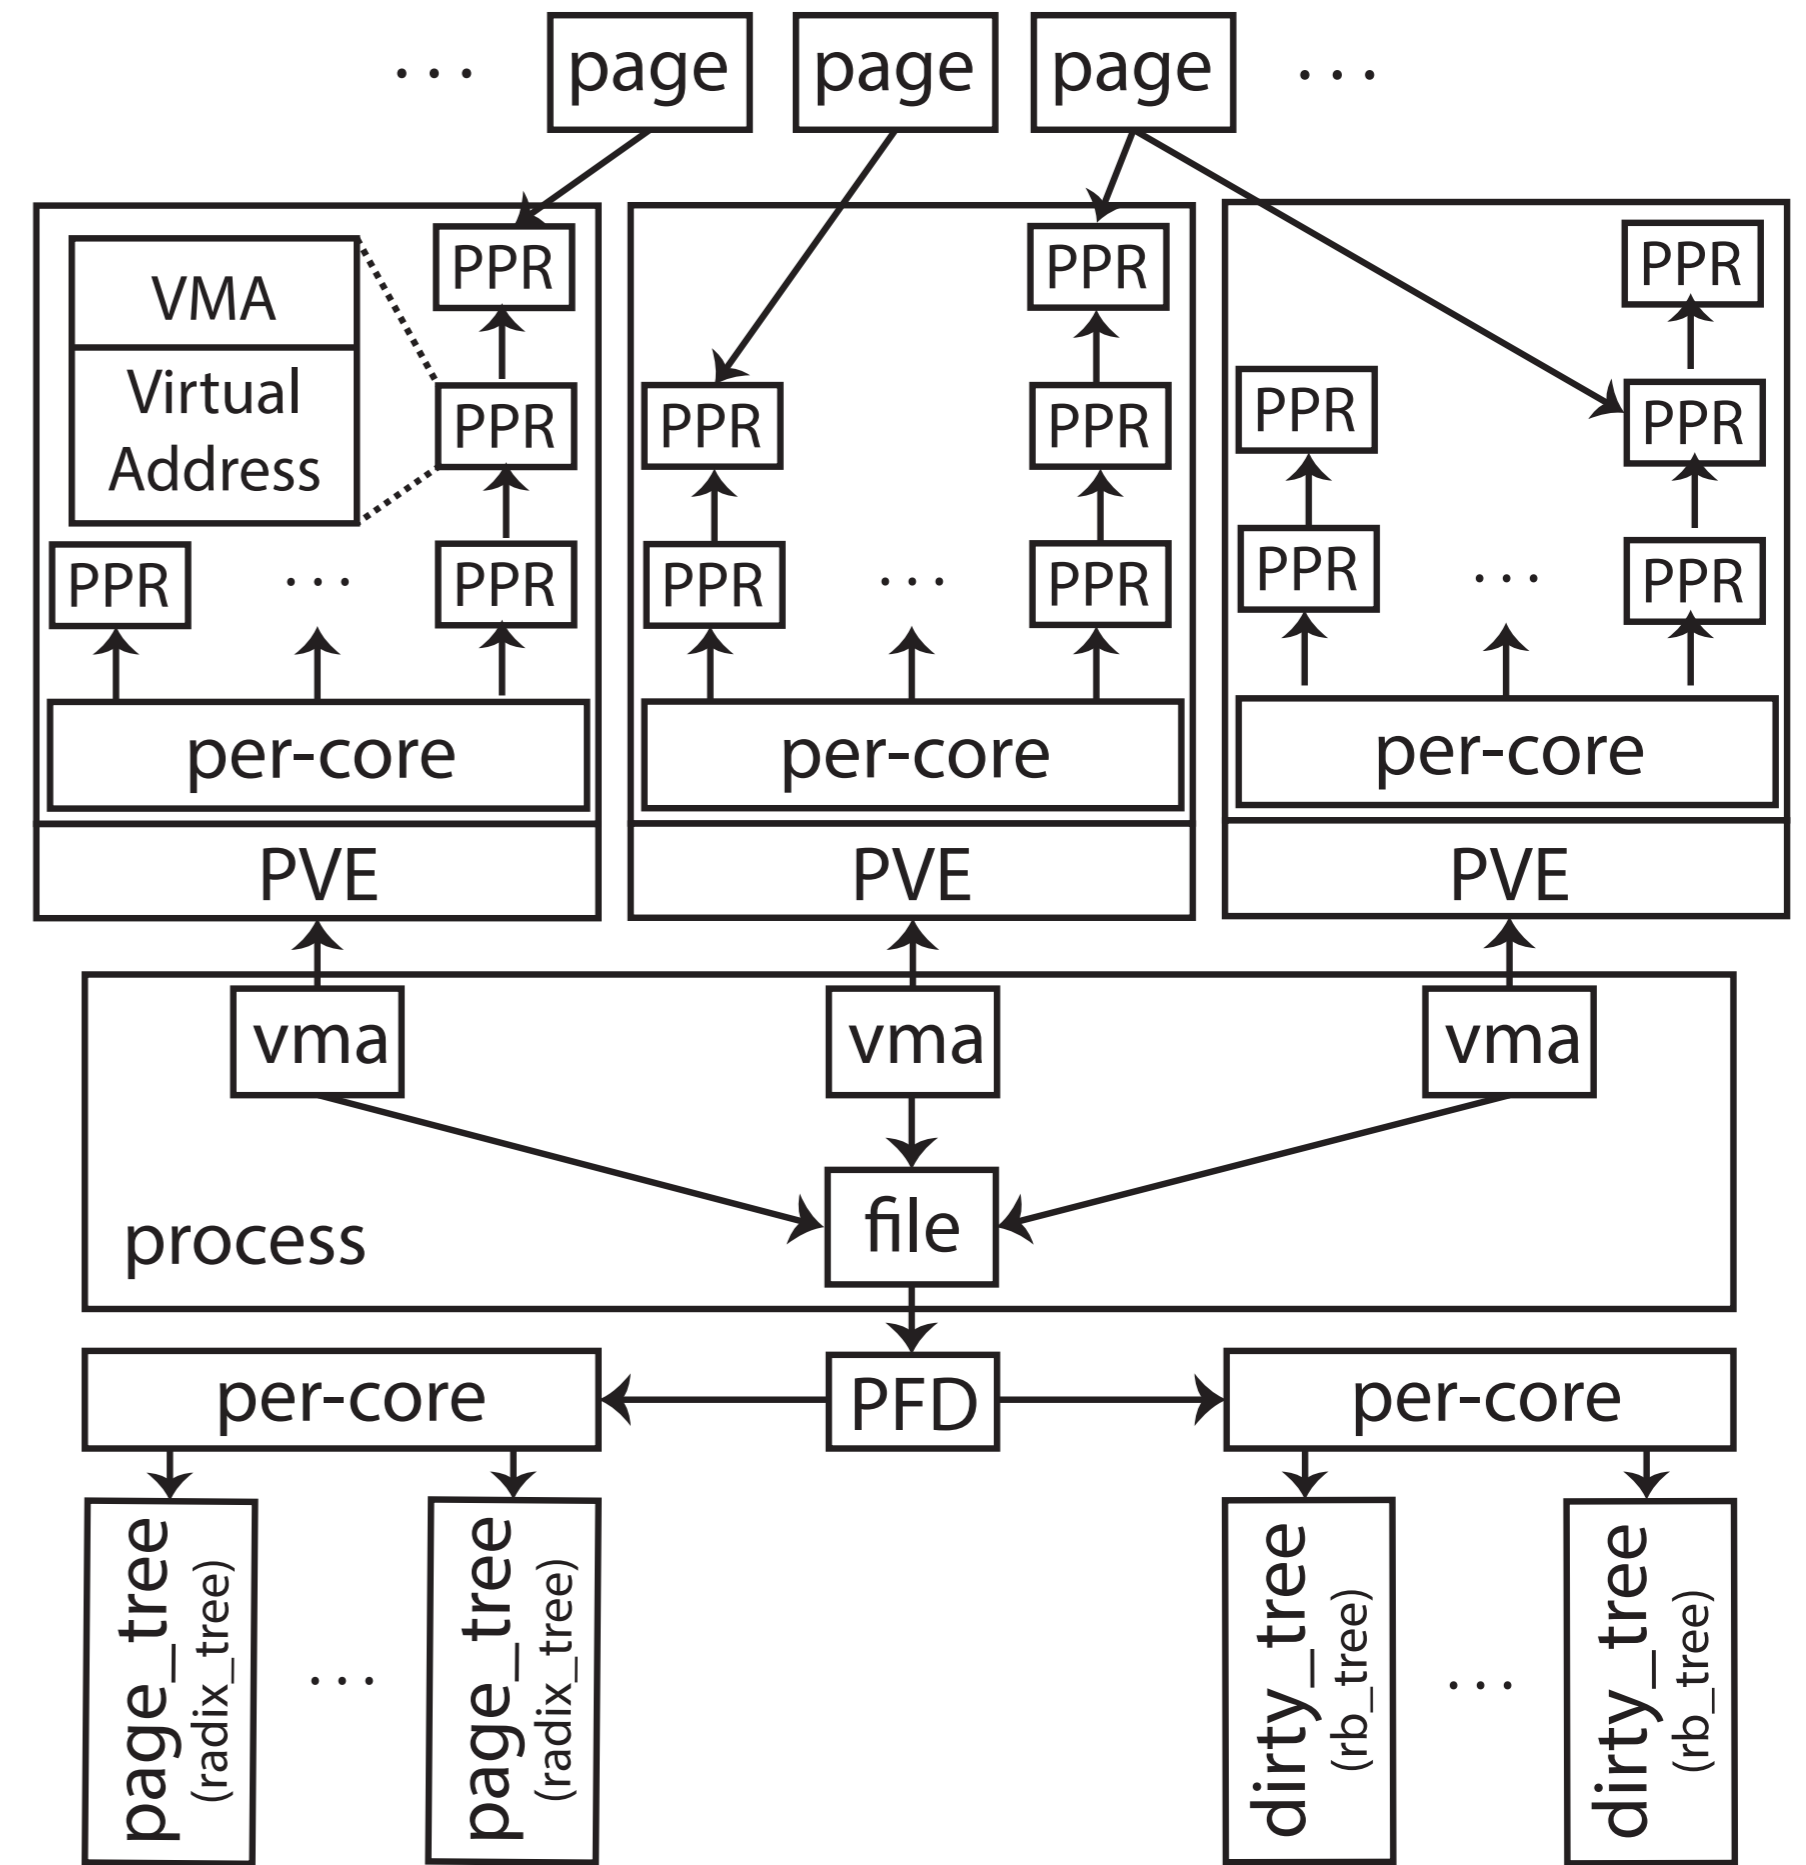 ... page page page ...
VMA
Virtual
Address
PPR PPR PPR
PPR PPR PPR PPR PPR
PPR ... PPR PPR ... PPR PPR ... PPR
per-core per-core per-core
PVE PVE PVE
vma vma vma
file
process
per-core PFD per-core
page_tree
(radix_tree)
...
page_tree
(radix_tree)
dirty_tree
(rb_tree)
...
dirty_tree
(rb_tree)